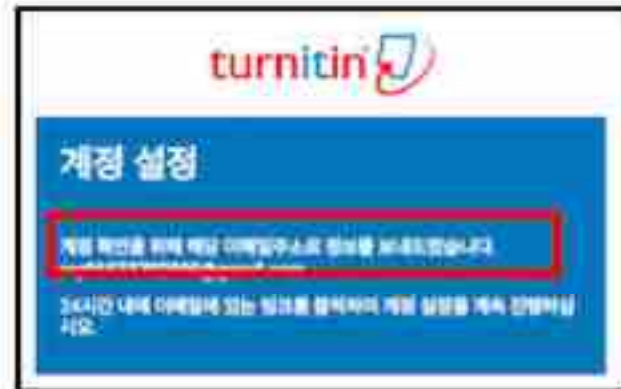 turnitin
계정 설정
계정 확인을 위해 해당 이메일주소로 정보를 보내드렸습니다.
24시간 내에 이메일에 있는 링크를 클릭하여 계정 설정을 계속 진행하십
시오.